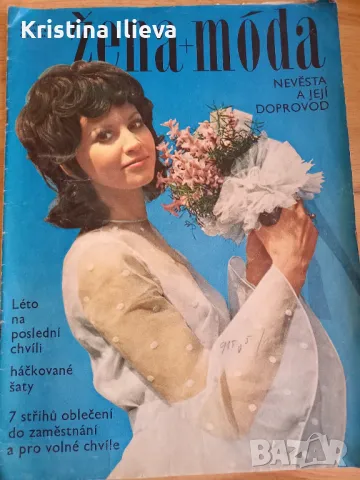 Kristina Ilieva
žena+móda
NEVĚSTA
A JEJÍ
DOPROVOD
Léto
na
poslední
chvíli
háčkované
šaty
7 střihů oblečení
do zaměstnání
a pro volné chvíle
BAZAR